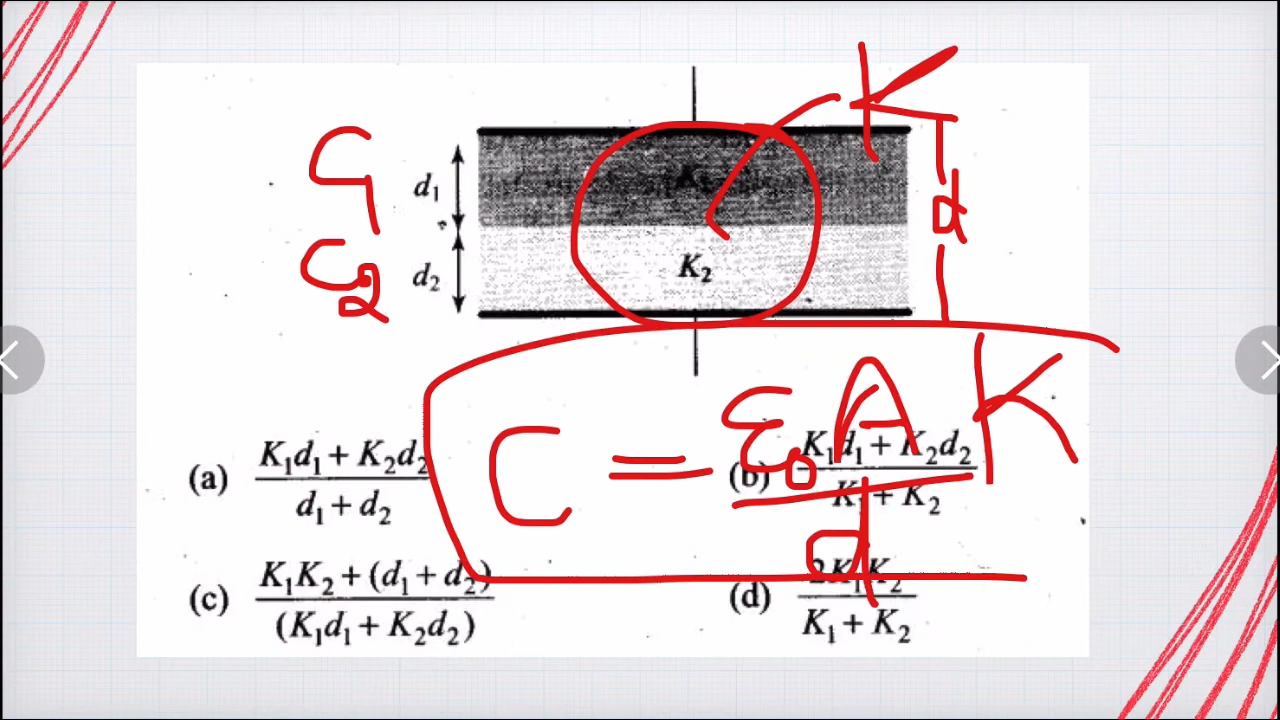 K
C₁
K₁
d₁
d
C₂
d₂
K₂
C = ε₀AK / d
(a) (K₁d₁ + K₂d₂) / (d₁ + d₂)
(b) (K₁d₁ + K₂d₂) / (K₁ + K₂)
(c) (K₁K₂ + (d₁ + d₂)) / (K₁d₁ + K₂d₂)
(d) 2K₁K₂ / (K₁ + K₂)